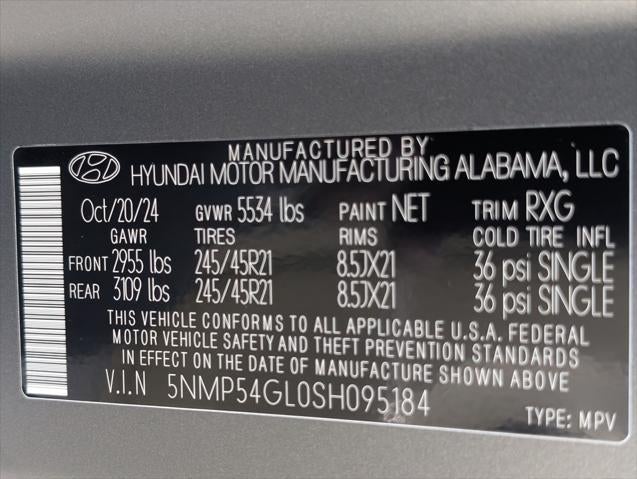 MANUFACTURED BY
HYUNDAI MOTOR MANUFACTURING ALABAMA, LLC
Oct/20/24 GVWR 5534 lbs PAINT NET TRIM RXG
GAWR TIRES RIMS COLD TIRE INFL
FRONT 2955 lbs 245/45R21 8.5JX21 36 psi SINGLE
REAR 3109 lbs 245/45R21 8.5JX21 36 psi SINGLE
THIS VEHICLE CONFORMS TO ALL APPLICABLE U.S.A. FEDERAL
MOTOR VEHICLE SAFETY AND THEFT PREVENTION STANDARDS
IN EFFECT ON THE DATE OF MANUFACTURE SHOWN ABOVE
V.I.N 5NMP54GL0SH095184
TYPE: MPV